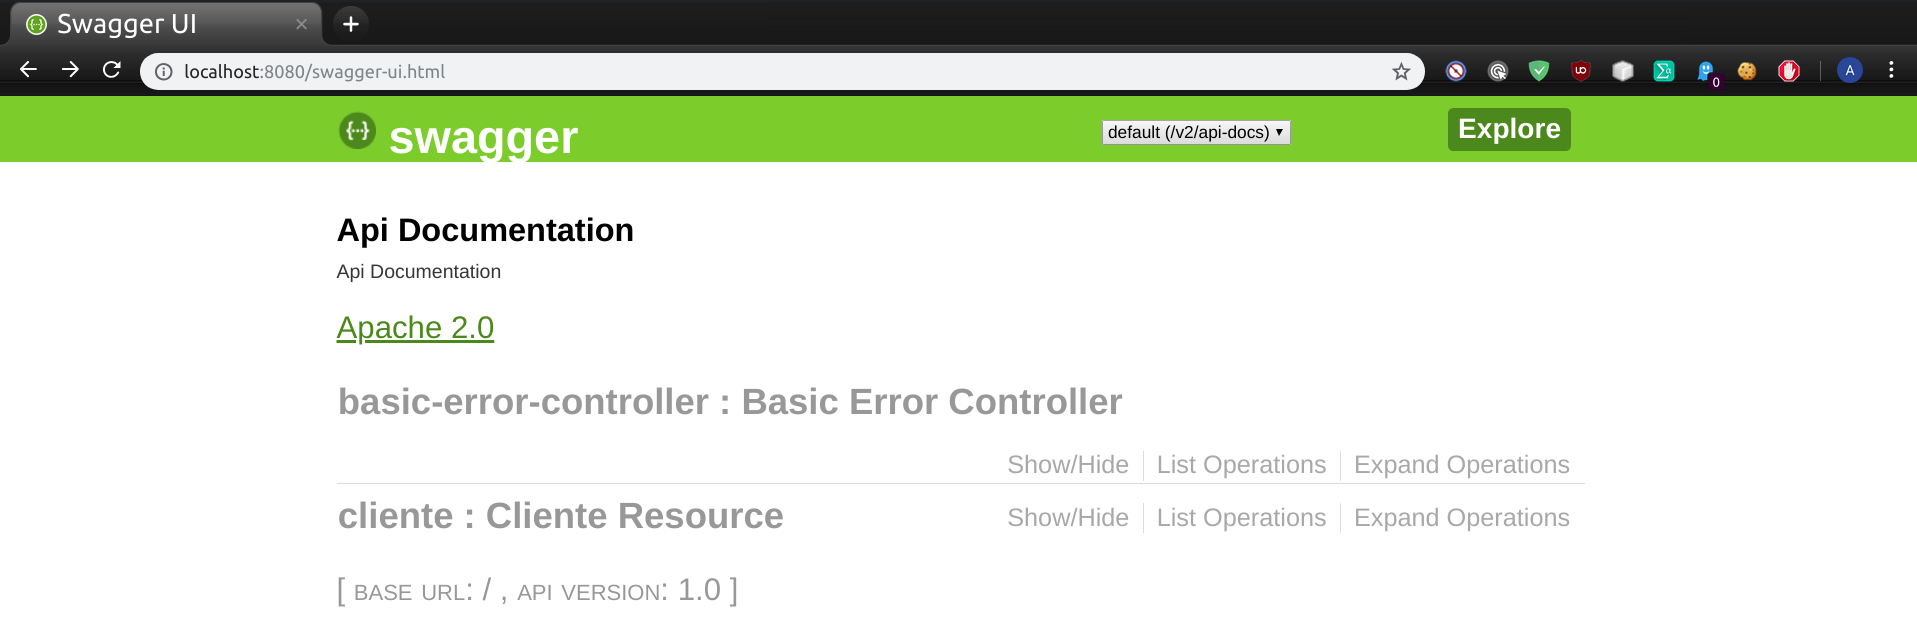 Swagger UI
localhost:8080/swagger-ui.html
0
A
swagger
default (/v2/api-docs)
Explore
Api Documentation
Api Documentation
Apache 2.0
basic-error-controller : Basic Error Controller
Show/Hide List Operations Expand Operations
cliente : Cliente Resource
Show/Hide List Operations Expand Operations
[ BASE URL: / , API VERSION: 1.0 ]